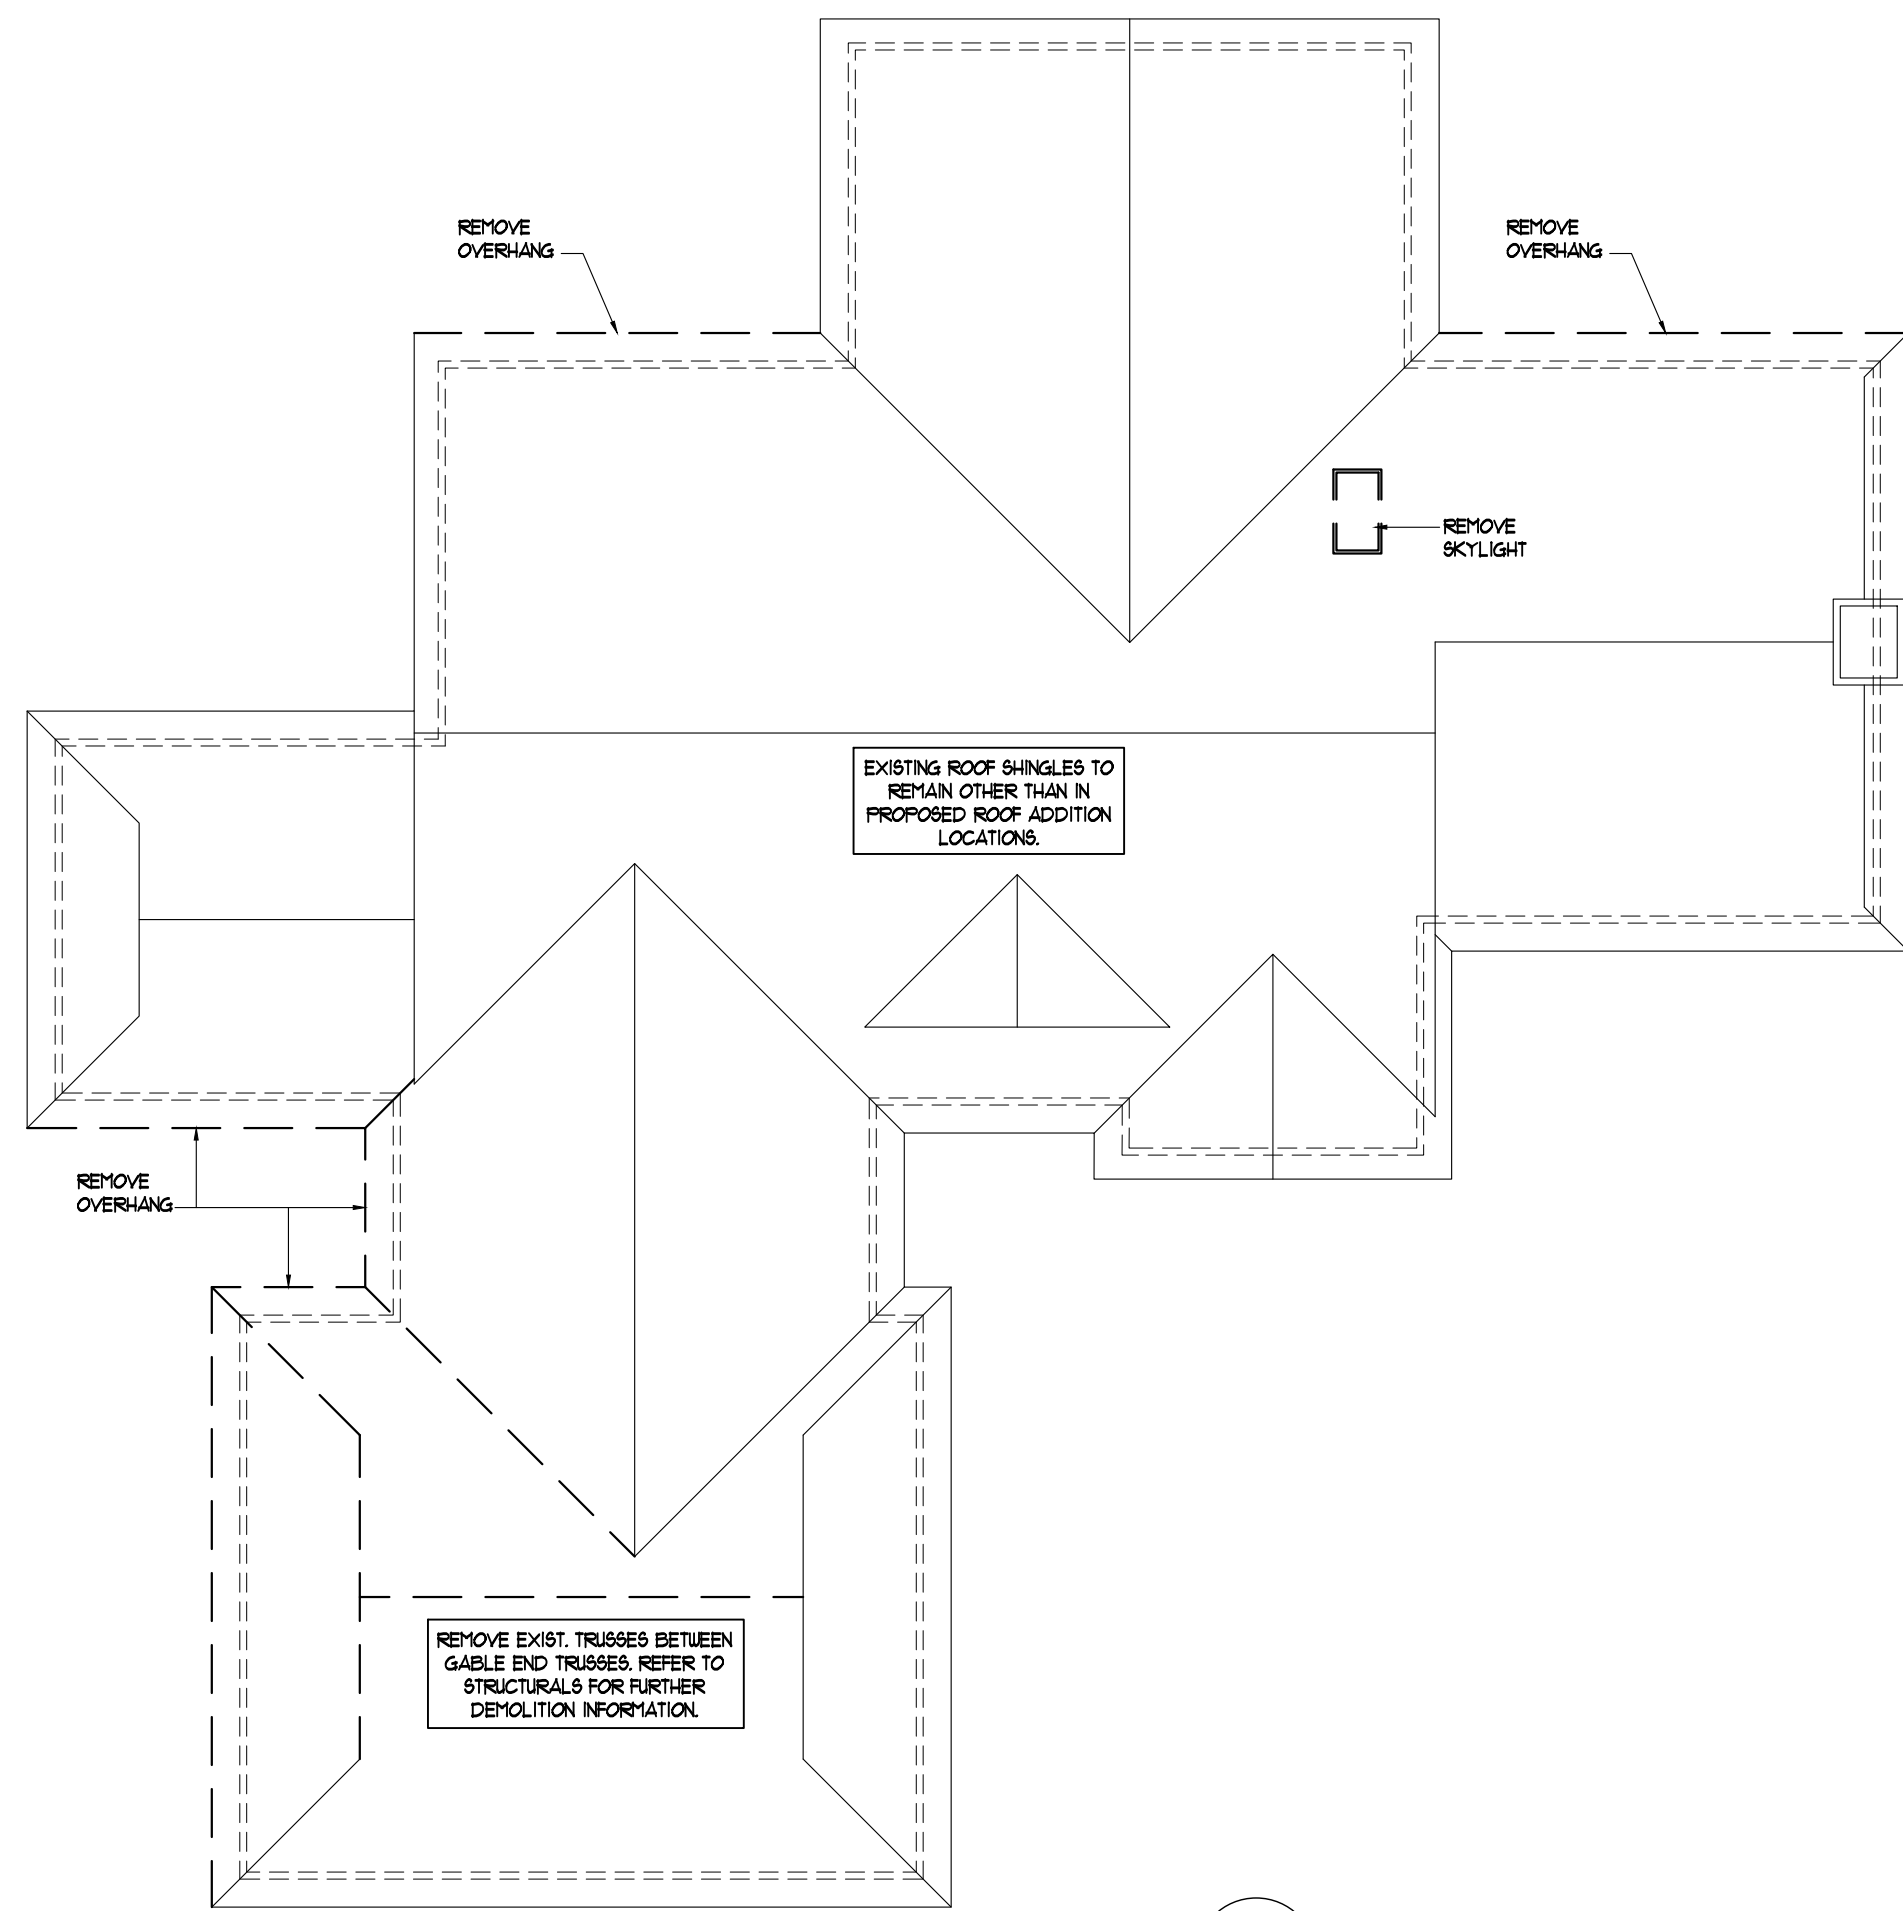 REMOVE
OVERHANG
REMOVE
OVERHANG
REMOVE
SKYLIGHT
EXISTING ROOF SHINGLES TO
REMAIN OTHER THAN IN
PROPOSED ROOF ADDITION
LOCATIONS.
REMOVE
OVERHANG
REMOVE EXIST. TRUSSES BETWEEN
GABLE END TRUSSES. REFER TO
STRUCTURALS FOR FURTHER
DEMOLITION INFORMATION.